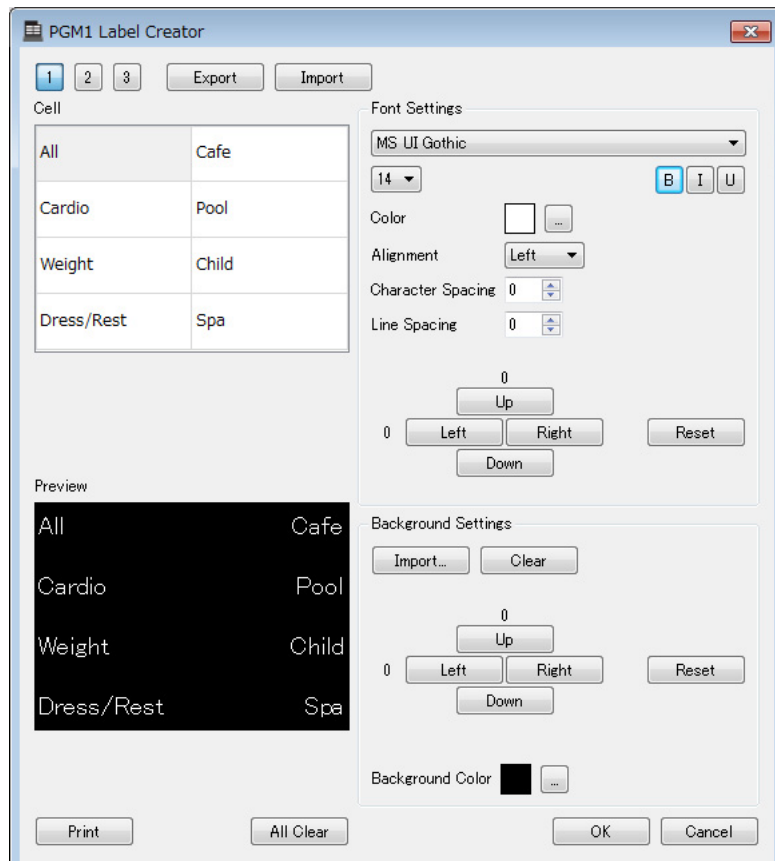 PGM1 Label Creator
1 2 3 Export Import
Cell
All Cafe
Cardio Pool
Weight Child
Dress/Rest Spa
Font Settings
MS UI Gothic
14 B I U
Color ...
Alignment Left
Character Spacing 0
Line Spacing 0
0
Up
0 Left Right Reset
Down
Preview
All Cafe
Cardio Pool
Weight Child
Dress/Rest Spa
Background Settings
Import... Clear
0
Up
0 Left Right Reset
Down
Background Color ...
Print All Clear OK Cancel